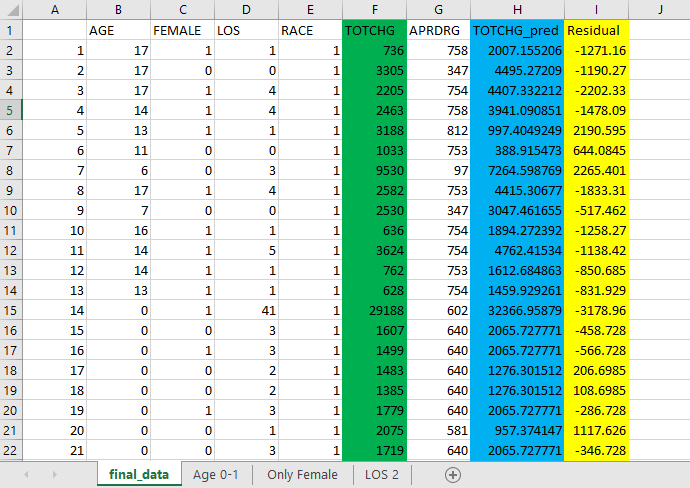 A B C D E F G H I J
1 AGE FEMALE LOS RACE TOTCHG APRDRG TOTCHG_pred Residual
2 1 17 1 1 1 736 758 2007.155206 -1271.16
3 2 17 0 0 1 3305 347 4495.27209 -1190.27
4 3 17 1 4 1 2205 754 4407.332212 -2202.33
5 4 14 1 4 1 2463 758 3941.090851 -1478.09
6 5 13 1 1 1 3188 812 997.4049249 2190.595
7 6 11 0 0 1 1033 753 388.915473 644.0845
8 7 6 0 3 1 9530 97 7264.598769 2265.401
9 8 17 1 4 1 2582 753 4415.30677 -1833.31
10 9 7 0 0 1 2530 347 3047.461655 -517.462
11 10 16 1 1 1 636 754 1894.272392 -1258.27
12 11 14 1 5 1 3624 754 4762.41534 -1138.42
13 12 14 1 1 1 762 753 1612.684863 -850.685
14 13 13 1 1 1 628 754 1459.929261 -831.929
15 14 0 1 41 1 29188 602 32366.95879 -3178.96
16 15 0 0 3 1 1607 640 2065.727771 -458.728
17 16 0 1 3 1 1499 640 2065.727771 -566.728
18 17 0 0 2 1 1483 640 1276.301512 206.6985
19 18 0 0 2 1 1385 640 1276.301512 108.6985
20 19 0 1 3 1 1779 640 2065.727771 -286.728
21 20 0 0 1 1 2075 581 957.374147 1117.626
22 21 0 0 3 1 1719 640 2065.727771 -346.728
final_data Age 0-1 Only Female LOS 2